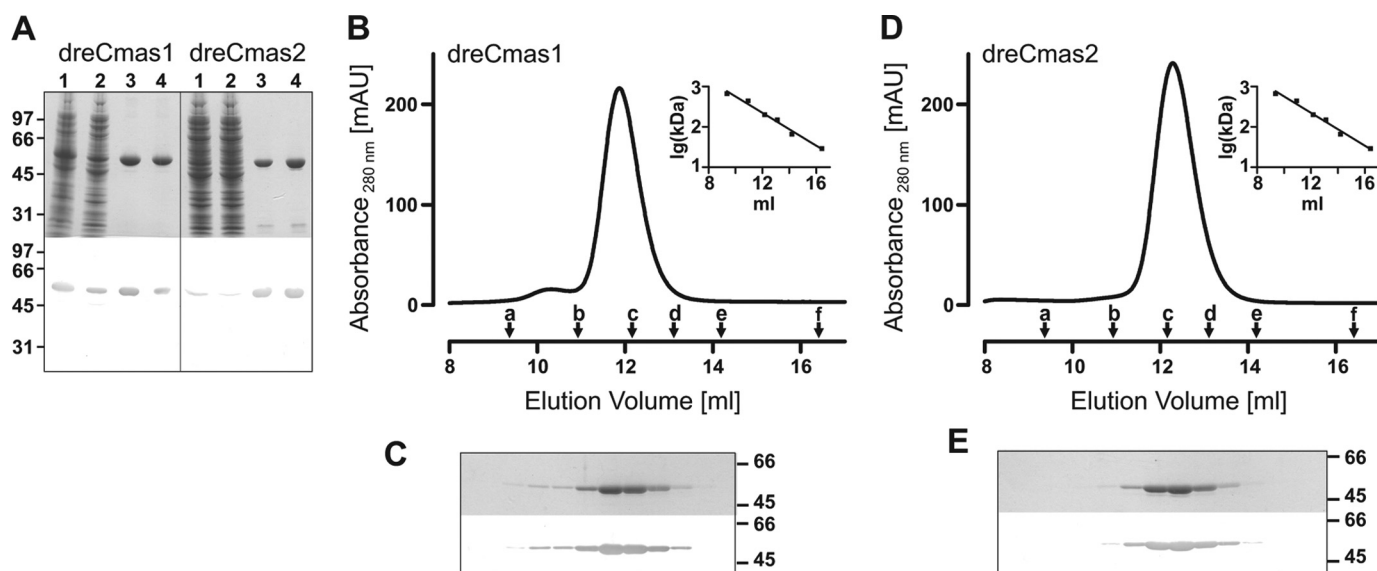 A
dreCmas1 dreCmas2
1 2 3 4 1 2 3 4
97
66
45
31
97
66
45
31
B
dreCmas1
Absorbance 280 nm [mAU]
200
100
0
lg(kDa)
3
2
1
8 12 16
ml
a b c d e f
8 10 12 14 16
Elution Volume [ml]
C
66
45
66
45
D
dreCmas2
Absorbance 280 nm [mAU]
200
100
0
lg(kDa)
3
2
1
8 12 16
ml
a b c d e f
8 10 12 14 16
Elution Volume [ml]
E
66
45
66
45